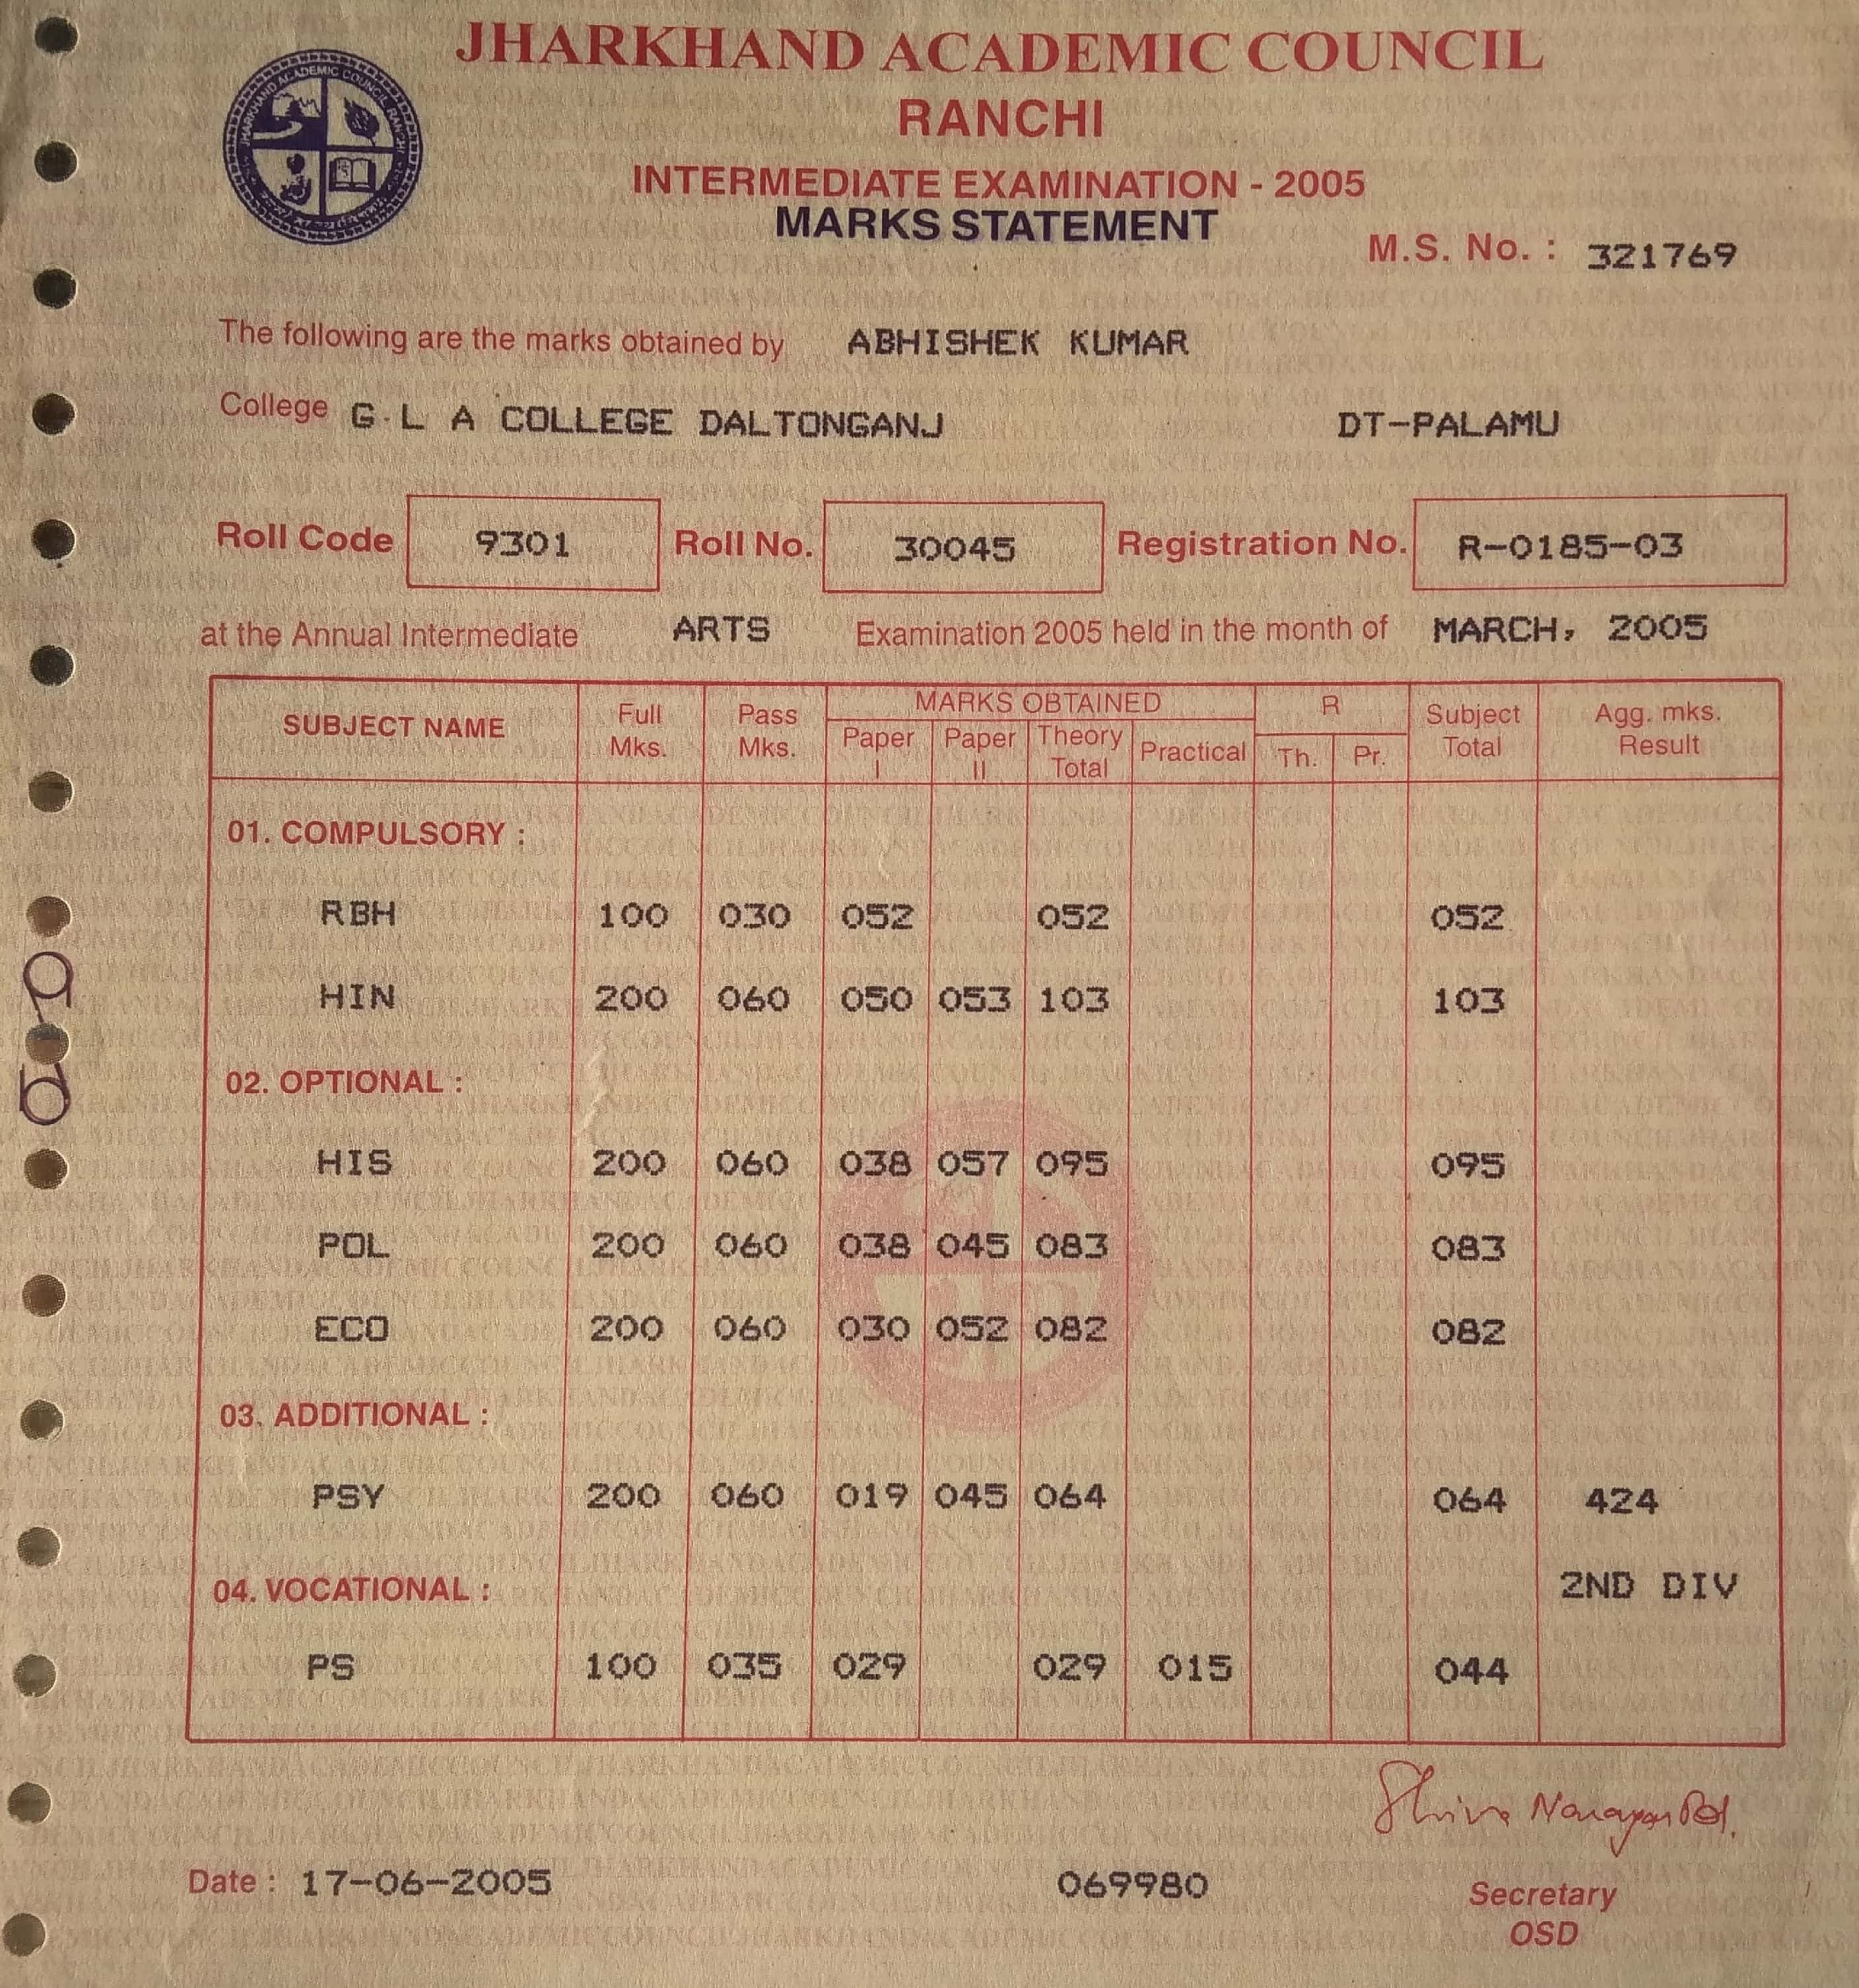 JHARKHAND ACADEMIC COUNCIL
RANCHI
INTERMEDIATE EXAMINATION - 2005
MARKS STATEMENT
M.S. No. : 321769
JHARKHAND ACADEMIC COUNCIL RANCHI
The following are the marks obtained by ABHISHEK KUMAR
College G L A COLLEGE DALTONGANJ DT-PALAMU
Roll Code 9301 Roll No. 30045 Registration No. R-0185-03
at the Annual Intermediate ARTS Examination 2005 held in the month of MARCH, 2005
SUBJECT NAME Full Mks. Pass Mks. MARKS OBTAINED R Subject Total Agg. mks. Result
Paper I Paper II Theory Total Practical Th. Pr.
01. COMPULSORY :
RBH 100 030 052 052 052
HIN 200 060 050 053 103 103
02. OPTIONAL :
HIS 200 060 038 057 095 095
POL 200 060 038 045 083 083
ECO 200 060 030 052 082 082
03. ADDITIONAL :
PSY 200 060 019 045 064 064 424
04. VOCATIONAL : 2ND DIV
PS 100 035 029 029 015 044
Date : 17-06-2005 069980
Secretary
OSD